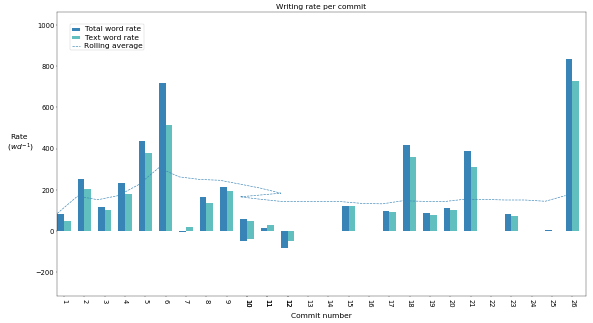 Writing rate per commit
1000
800
600
400
200
0
−200
Rate
(wd⁻¹)
Total word rate
Text word rate
Rolling average
1 2 3 4 5 6 7 8 9 10 11 12 13 14 15 16 17 18 19 20 21 22 23 24 25 26
Commit number